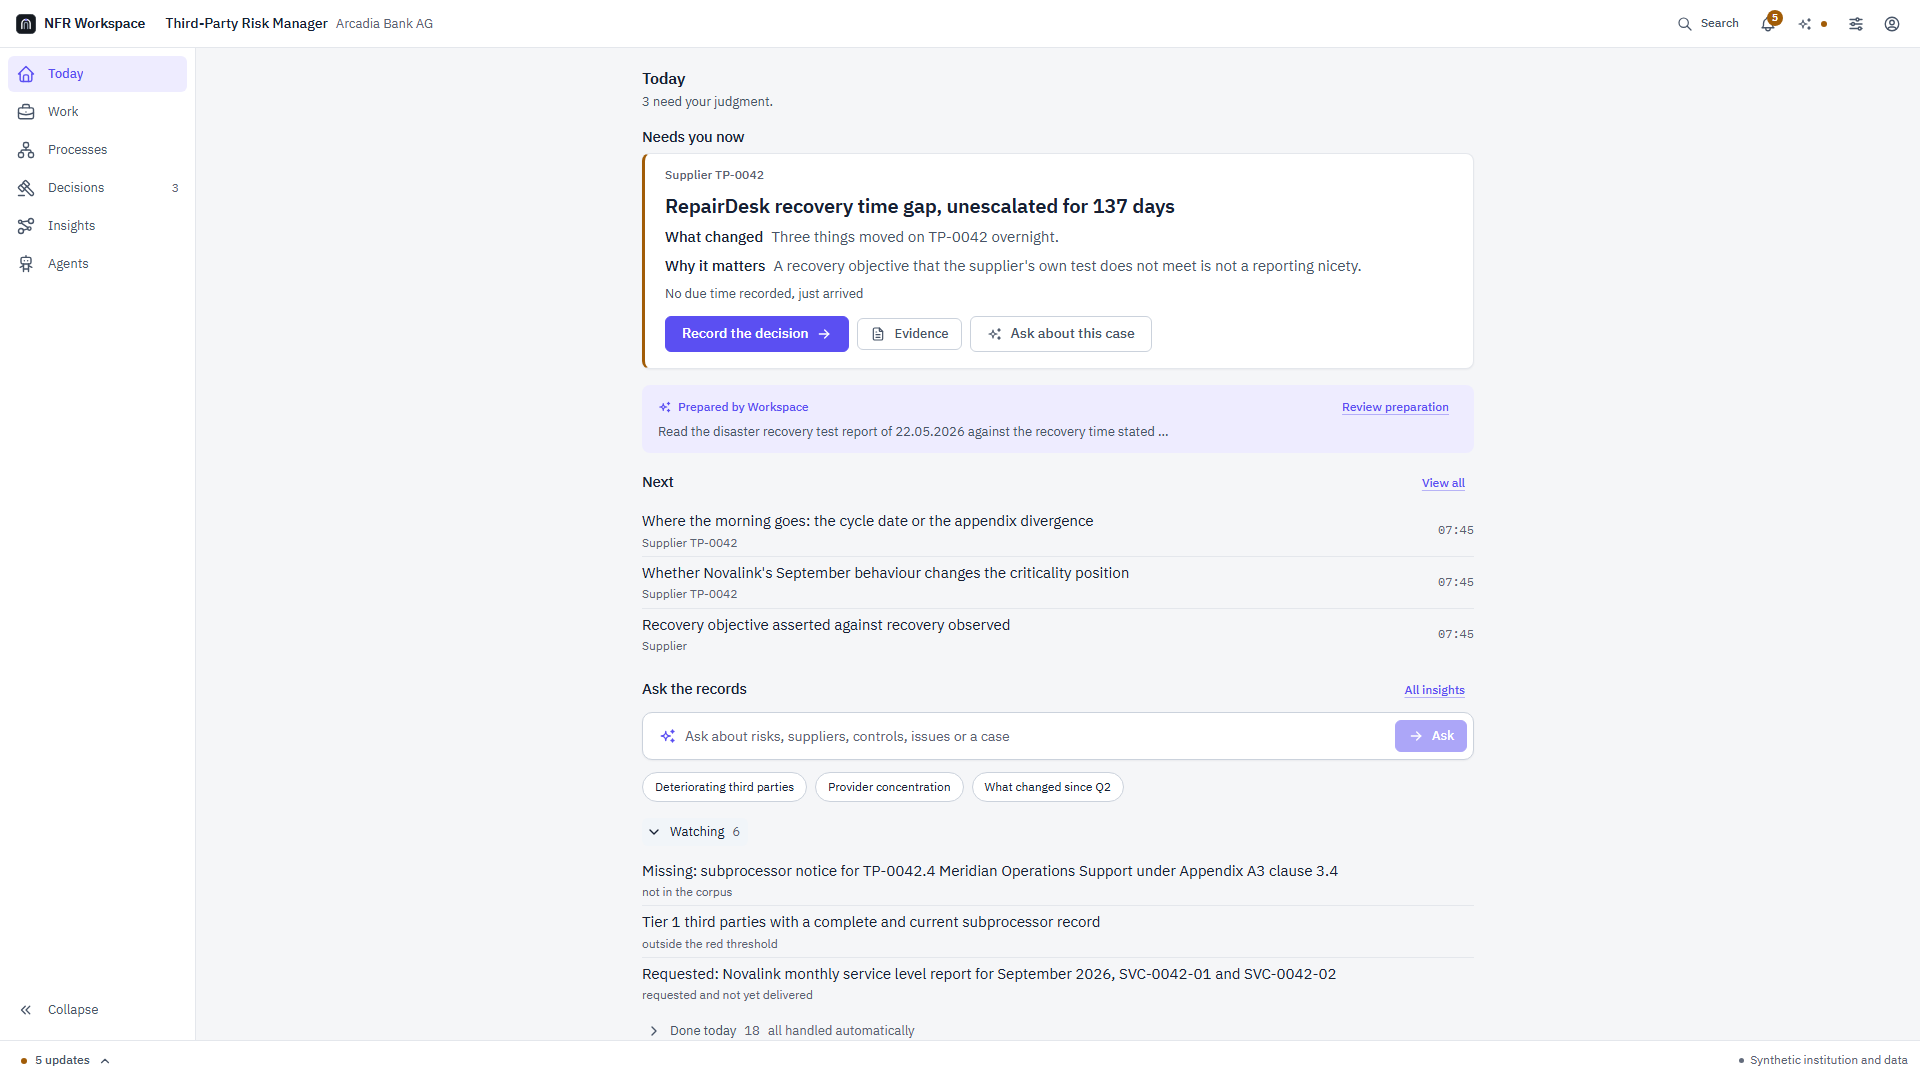 NFR Workspace
Third-Party Risk Manager Arcadia Bank AG
Search
5
Today
Work
Processes
Decisions 3
Insights
Agents
Collapse
Today
3 need your judgment.
Needs you now
Supplier TP-0042
RepairDesk recovery time gap, unescalated for 137 days
What changed Three things moved on TP-0042 overnight.
Why it matters A recovery objective that the supplier's own test does not meet is not a reporting nicety.
No due time recorded, just arrived
Record the decision
Evidence
Ask about this case
Prepared by Workspace
Review preparation
Read the disaster recovery test report of 22.05.2026 against the recovery time stated ...
Next
View all
Where the morning goes: the cycle date or the appendix divergence
Supplier TP-0042
07:45
Whether Novalink's September behaviour changes the criticality position
Supplier TP-0042
07:45
Recovery objective asserted against recovery observed
Supplier
07:45
Ask the records
All insights
Ask about risks, suppliers, controls, issues or a case
Ask
Deteriorating third parties
Provider concentration
What changed since Q2
Watching 6
Missing: subprocessor notice for TP-0042.4 Meridian Operations Support under Appendix A3 clause 3.4
not in the corpus
Tier 1 third parties with a complete and current subprocessor record
outside the red threshold
Requested: Novalink monthly service level report for September 2026, SVC-0042-01 and SVC-0042-02
requested and not yet delivered
Done today 18 all handled automatically
5 updates
Synthetic institution and data